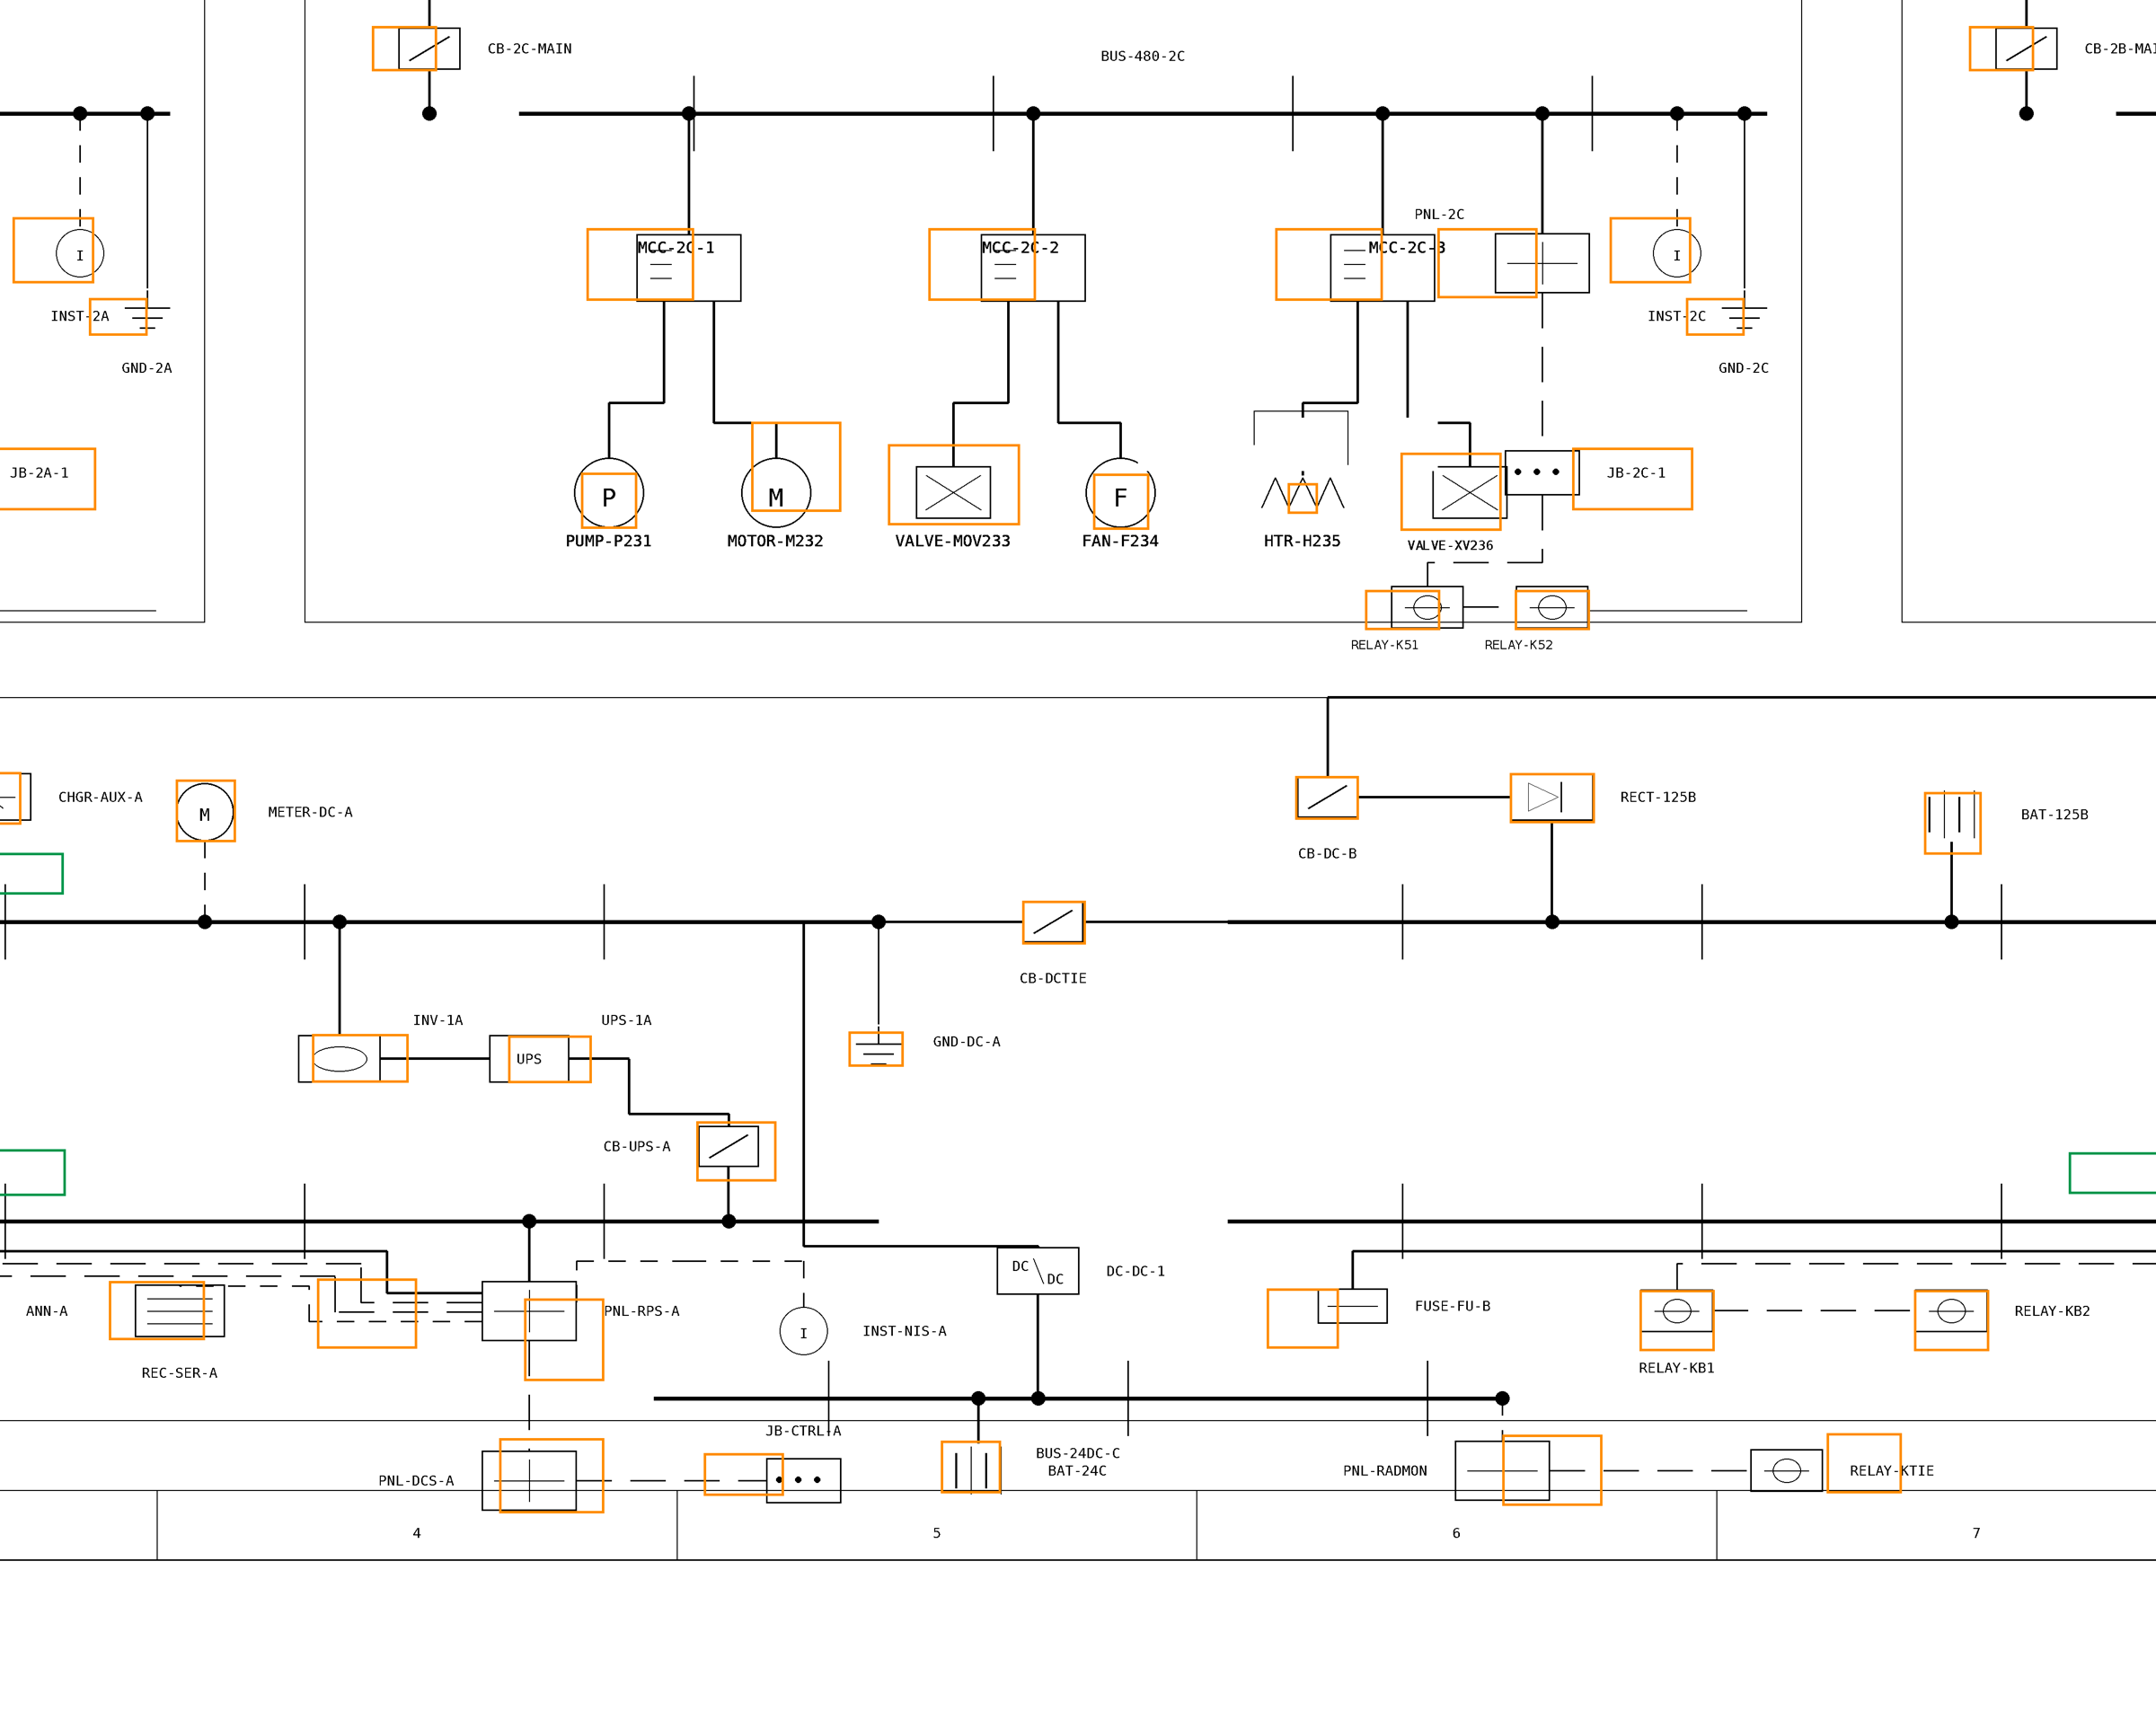 CB-2C-MAIN
BUS-480-2C
PNL-2C
MCC-2C-1
MCC-2C-2
MCC-2C-3
I
I
INST-2A
INST-2C
GND-2A
GND-2C
JB-2A-1
JB-2C-1
P
M
F
PUMP-P231
MOTOR-M232
VALVE-MOV233
FAN-F234
HTR-H235
VALVE-XV236
RELAY-K51
RELAY-K52
CHGR-AUX-A
M
METER-DC-A
RECT-125B
BAT-125B
CB-DC-B
CB-DCTIE
INV-1A
UPS-1A
UPS
GND-DC-A
CB-UPS-A
DC
DC
DC-DC-1
ANN-A
PNL-RPS-A
I
INST-NIS-A
FUSE-FU-B
RELAY-KB2
REC-SER-A
RELAY-KB1
JB-CTRL-A
BUS-24DC-C
BAT-24C
PNL-DCS-A
PNL-RADMON
RELAY-KTIE
4
5
6
7